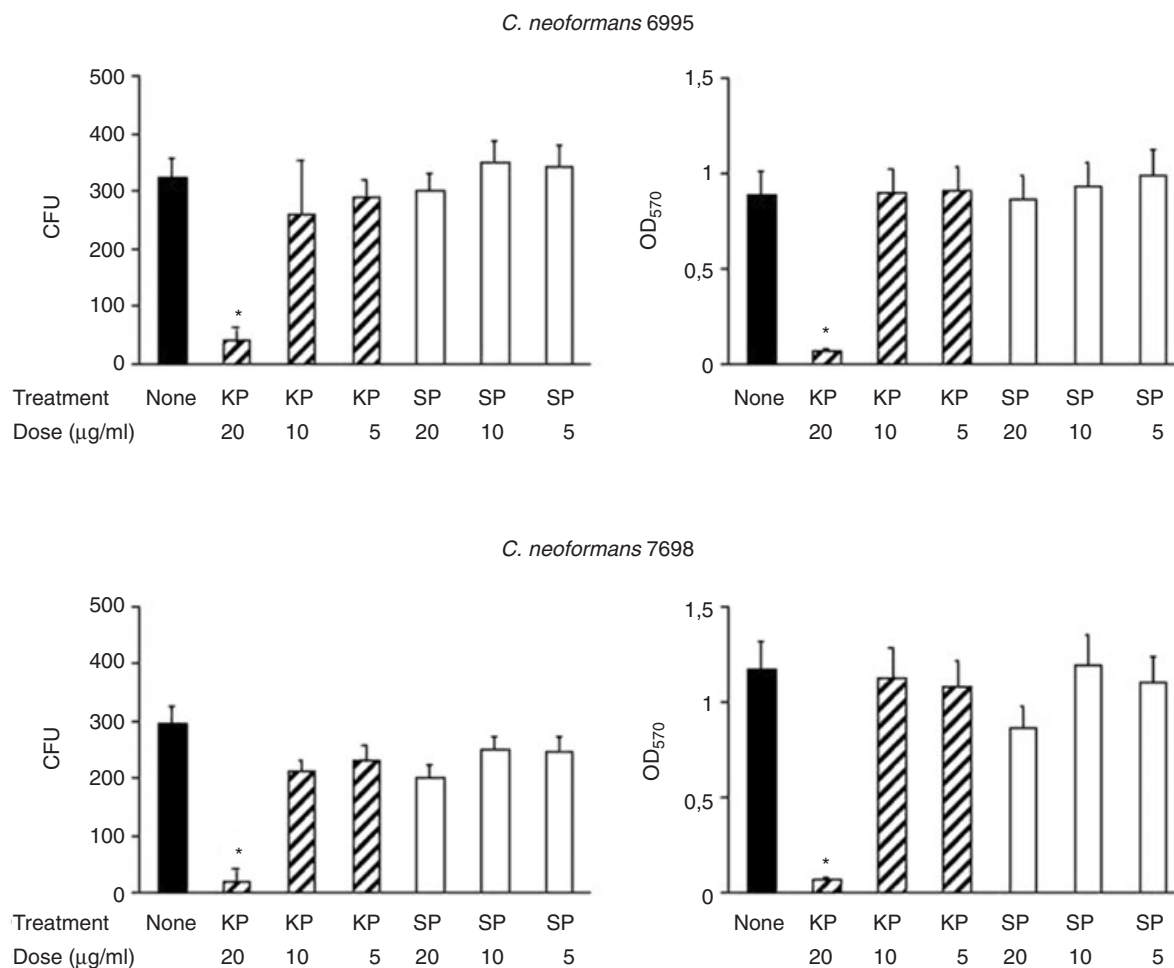 C. neoformans 6995
500
400
300
200
100
0
CFU
*
1,5
1
0,5
0
OD570
*
Treatment None KP KP KP SP SP SP None KP KP KP SP SP SP
Dose (μg/ml) 20 10 5 20 10 5 20 10 5 20 10 5
C. neoformans 7698
500
400
300
200
100
0
CFU
*
1,5
1
0,5
0
OD570
*
Treatment None KP KP KP SP SP SP None KP KP KP SP SP SP
Dose (μg/ml) 20 10 5 20 10 5 20 10 5 20 10 5